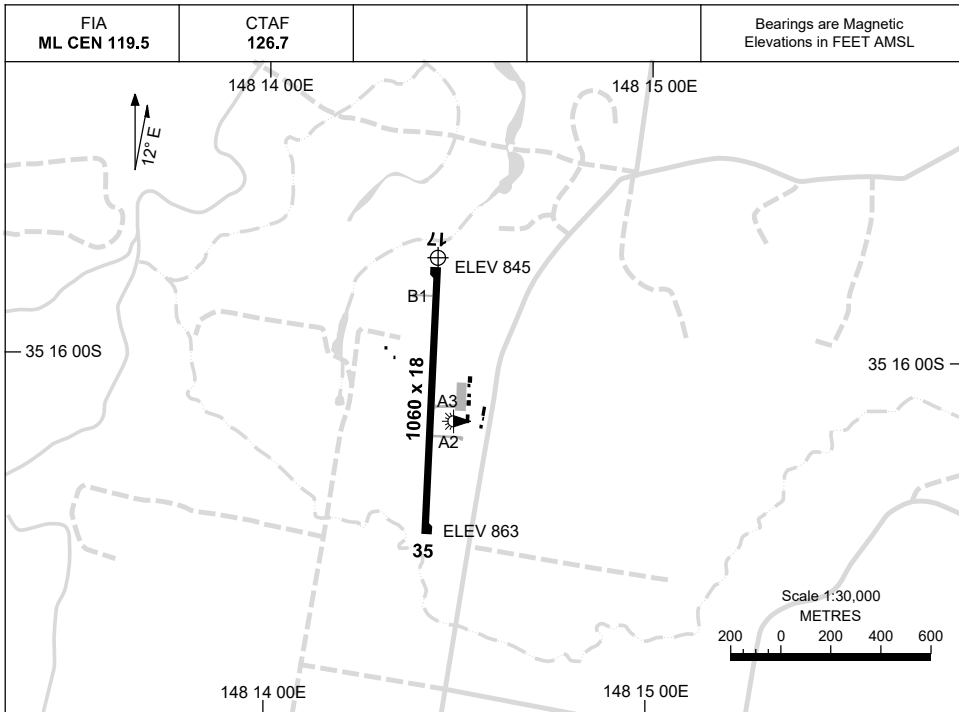 FIA
ML CEN 119.5
CTAF
126.7
Bearings are Magnetic
Elevations in FEET AMSL
148 14 00E
148 15 00E
12° E
17
ELEV 845
B1
35 16 00S
35 16 00S
1060 x 18
A3
A2
ELEV 863
35
Scale 1:30,000
METRES
200 0 200 400 600
148 14 00E
148 15 00E